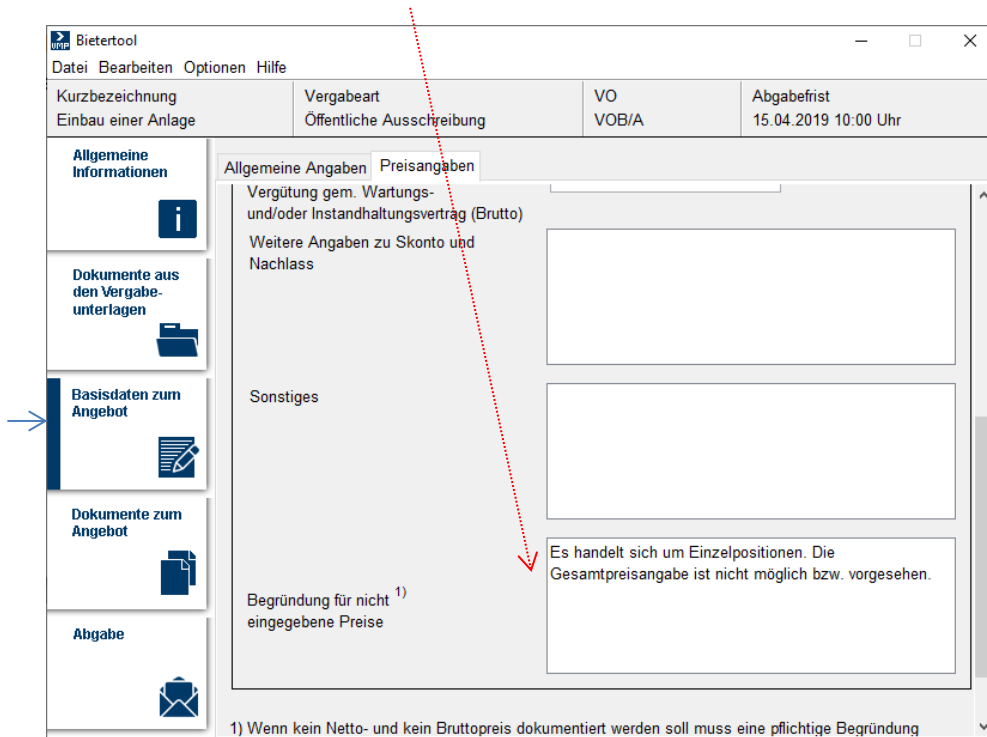 VMP Bietertool
Datei Bearbeiten Optionen Hilfe
Kurzbezeichnung Vergabeart VO Abgabefrist
Einbau einer Anlage Öffentliche Ausschreibung VOB/A 15.04.2019 10:00 Uhr
Allgemeine
Informationen
i
Dokumente aus
den Vergabe-
unterlagen
Basisdaten zum
Angebot
Dokumente zum
Angebot
Abgabe
Allgemeine Angaben Preisangaben
Vergütung gem. Wartungs-
und/oder Instandhaltungsvertrag (Brutto)
Weitere Angaben zu Skonto und
Nachlass
Sonstiges
Begründung für nicht 1)
eingegebene Preise
Es handelt sich um Einzelpositionen. Die
Gesamtpreisangabe ist nicht möglich bzw. vorgesehen.
1) Wenn kein Netto- und kein Bruttopreis dokumentiert werden soll muss eine pflichtige Begründung